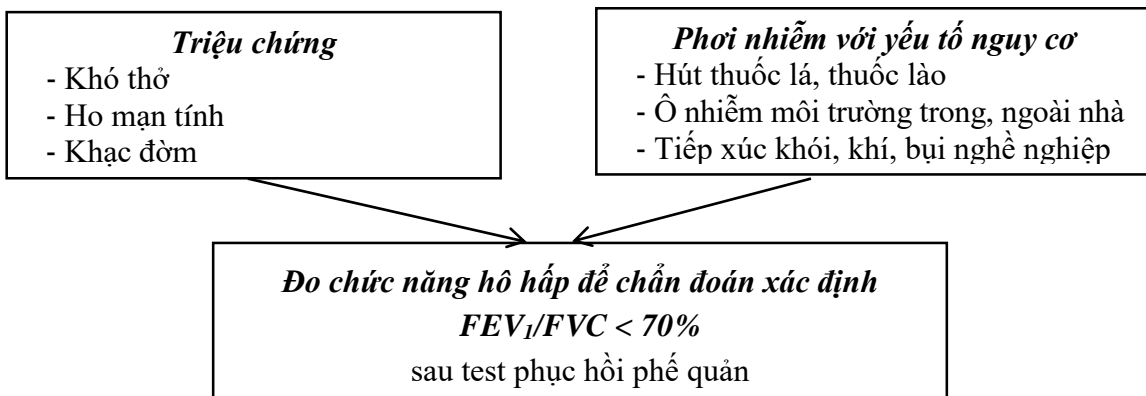 Triệu chứng
- Khó thở
- Ho mạn tính
- Khạc đờm
Phơi nhiễm với yếu tố nguy cơ
- Hút thuốc lá, thuốc lào
- Ô nhiễm môi trường trong, ngoài nhà
- Tiếp xúc khói, khí, bụi nghề nghiệp
Đo chức năng hô hấp để chẩn đoán xác định
FEV₁/FVC < 70%
sau test phục hồi phế quản